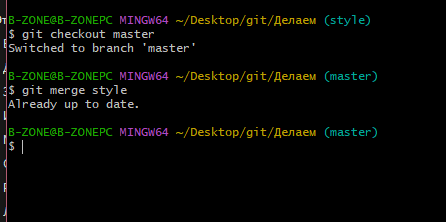 B-ZONE@B-ZONEPC MINGW64 ~/Desktop/git/Делаем (style)
$ git checkout master
Switched to branch 'master'
B-ZONE@B-ZONEPC MINGW64 ~/Desktop/git/Делаем (master)
$ git merge style
Already up to date.
B-ZONE@B-ZONEPC MINGW64 ~/Desktop/git/Делаем (master)
$